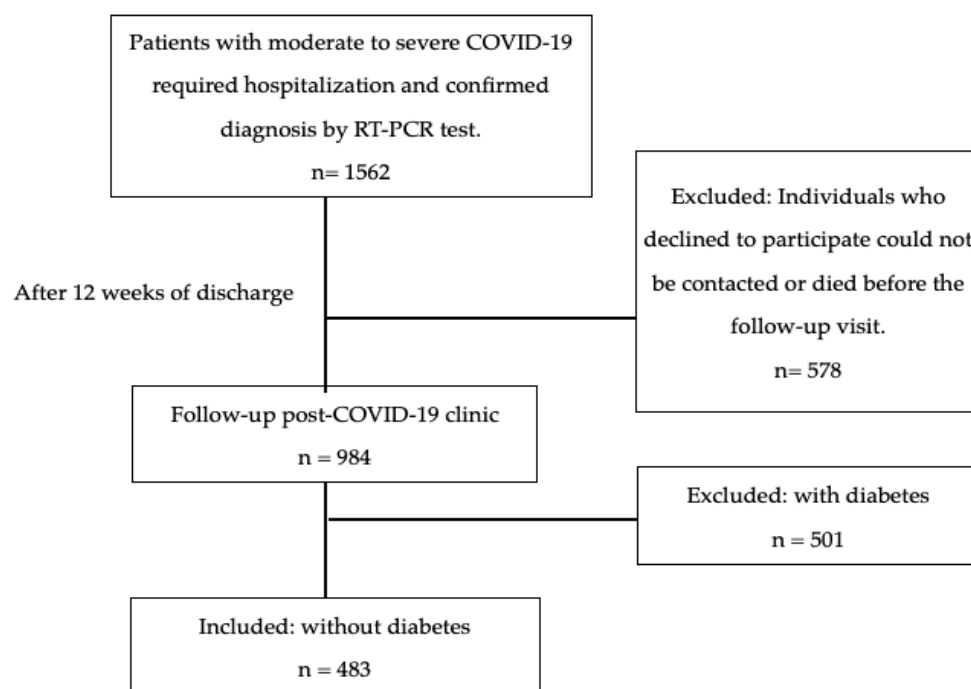 Patients with moderate to severe COVID-19
required hospitalization and confirmed
diagnosis by RT-PCR test.
n= 1562
Excluded: Individuals who
declined to participate could not
be contacted or died before the
follow-up visit.
n= 578
After 12 weeks of discharge
Follow-up post-COVID-19 clinic
n = 984
Excluded: with diabetes
n = 501
Included: without diabetes
n = 483